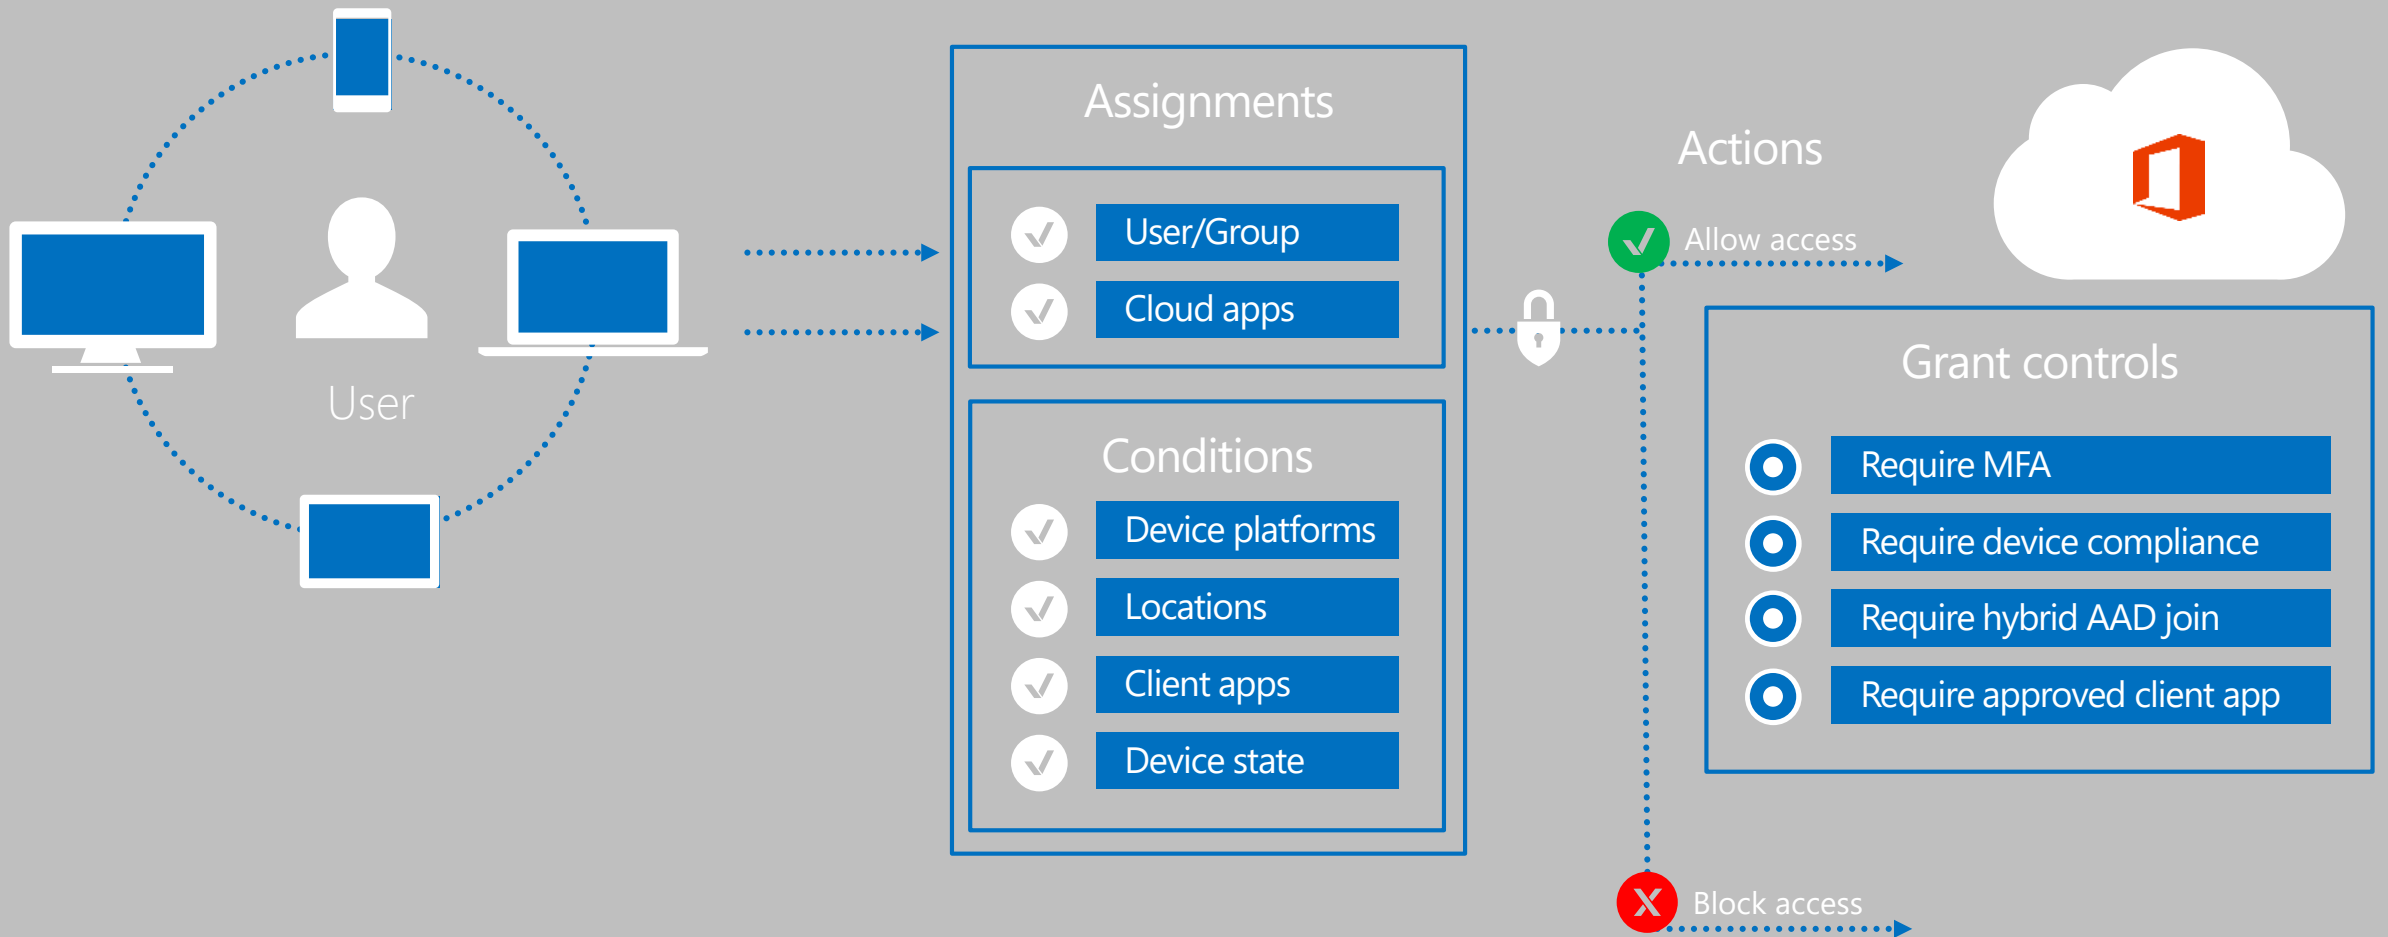 User
Assignments
User/Group
Cloud apps
Conditions
Device platforms
Locations
Client apps
Device state
Actions
Allow access
Grant controls
Require MFA
Require device compliance
Require hybrid AAD join
Require approved client app
Block access